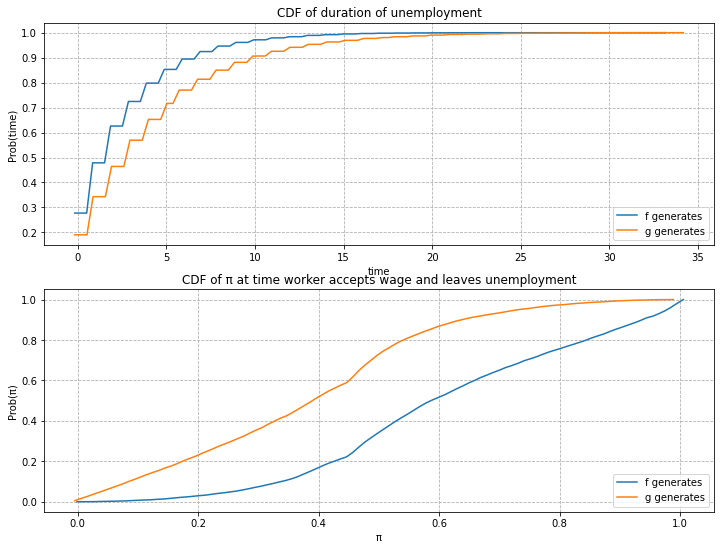 CDF of duration of unemployment
Prob(time)
1.0
0.9
0.8
0.7
0.6
0.5
0.4
0.3
0.2
f generates
g generates
0 5 10 15 20 25 30 35
time
CDF of π at time worker accepts wage and leaves unemployment
Prob(π)
1.0
0.8
0.6
0.4
0.2
0.0
f generates
g generates
0.0 0.2 0.4 0.6 0.8 1.0
π